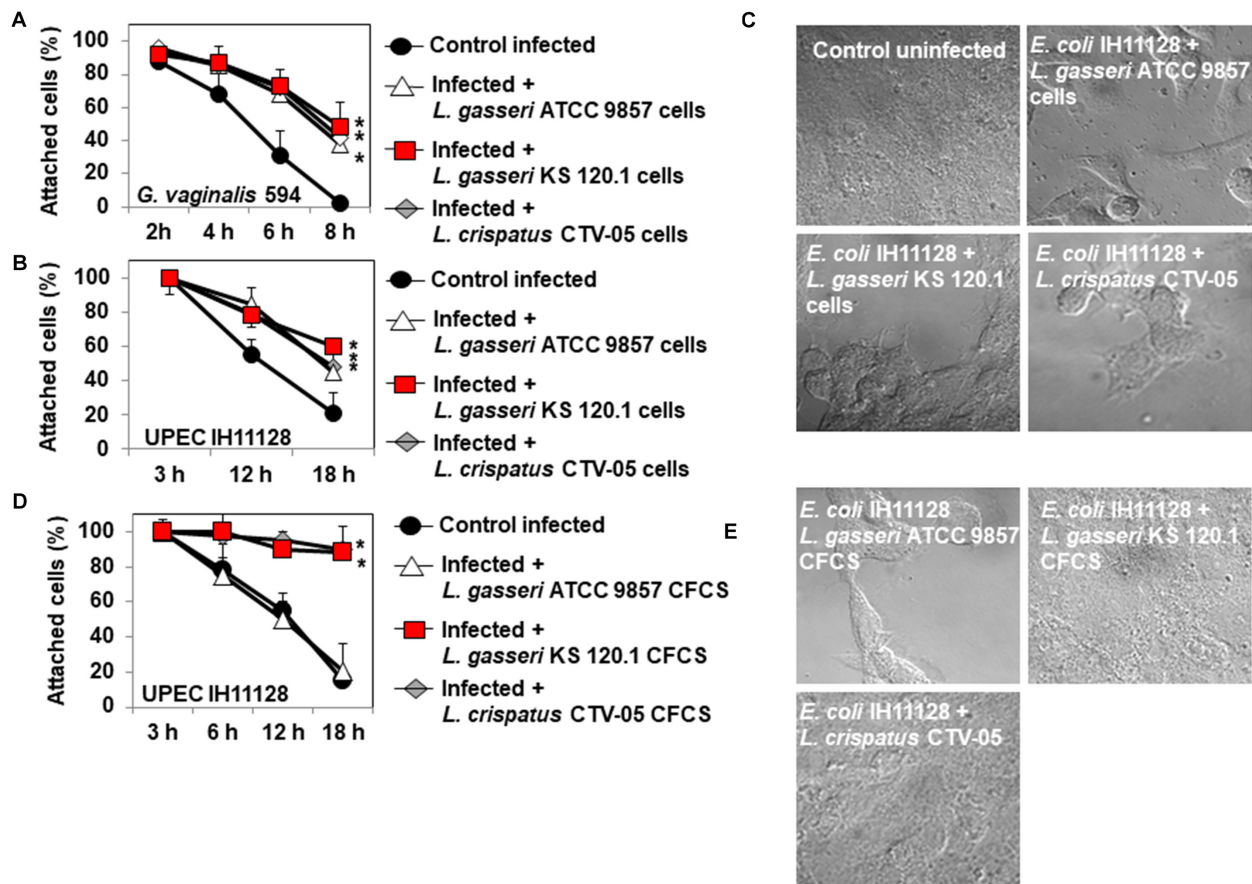 A
Attached cells (%)
100
80
60
40
20
0
G. vaginalis 594
2h 4 h 6 h 8 h
*
*
*
Control infected
Infected +
L. gasseri ATCC 9857 cells
Infected +
L. gasseri KS 120.1 cells
Infected +
L. crispatus CTV-05 cells
B
Attached cells (%)
100
80
60
40
20
0
UPEC IH11128
3 h 12 h 18 h
*
*
*
Control infected
Infected +
L. gasseri ATCC 9857 cells
Infected +
L. gasseri KS 120.1 cells
Infected +
L. crispatus CTV-05 cells
D
Attached cells (%)
100
80
60
40
20
0
UPEC IH11128
3 h 6 h 12 h 18 h
*
*
Control infected
Infected +
L. gasseri ATCC 9857 CFCS
Infected +
L. gasseri KS 120.1 CFCS
Infected +
L. crispatus CTV-05 CFCS
C
Control uninfected
E. coli IH11128 +
L. gasseri ATCC 9857
cells
E. coli IH11128 +
L. gasseri KS 120.1
cells
E. coli IH11128 +
L. crispatus CTV-05
E
E. coli IH11128
L. gasseri ATCC 9857
CFCS
E. coli IH11128 +
L. gasseri KS 120.1
CFCS
E. coli IH11128 +
L. crispatus CTV-05